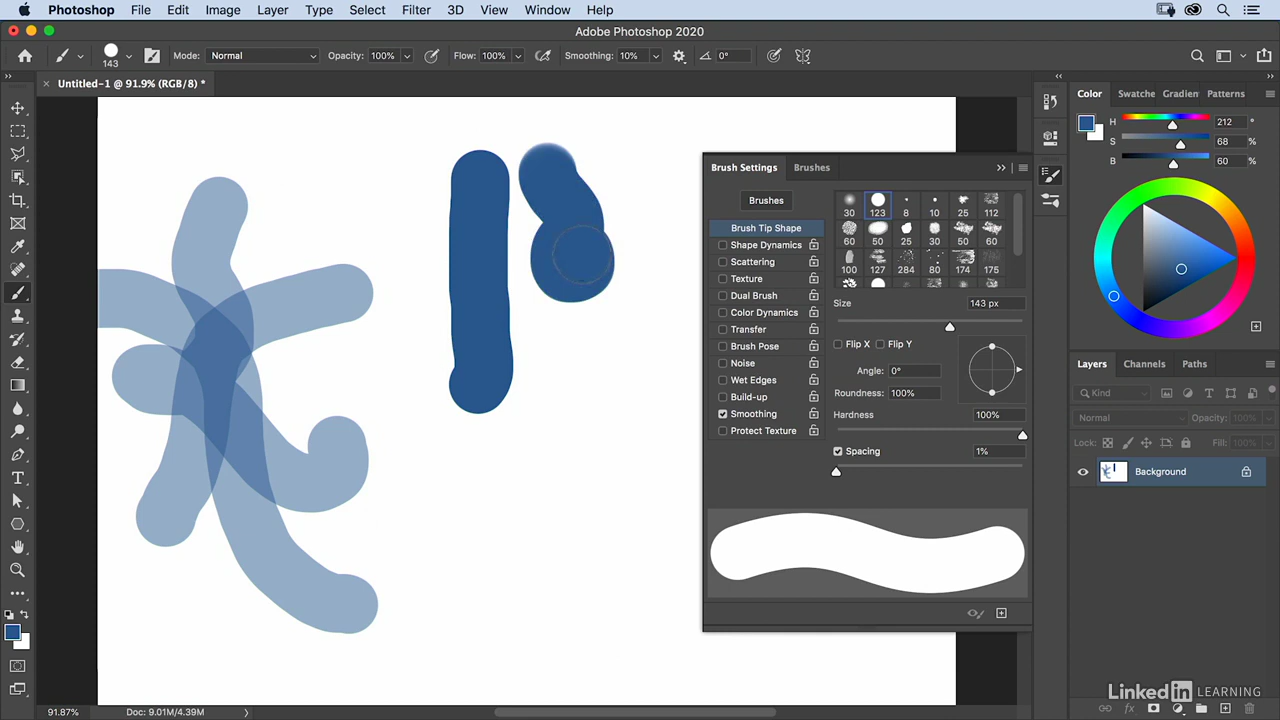 Photoshop File Edit Image Layer Type Select Filter 3D View Window Help
Adobe Photoshop 2020
143 Mode: Normal Opacity: 100% Flow: 100% Smoothing: 10% 0°
Untitled-1 @ 91.9% (RGB/8) *
Color Swatche Gradien Patterns
H 212 °
S 68 %
B 60 %
Brush Settings Brushes
Brushes
30 123 8 10 25 112
60 50 25 30 50 60
100 127 284 80 174 175
Brush Tip Shape
Shape Dynamics
Scattering
Texture
Dual Brush
Color Dynamics
Transfer
Brush Pose
Noise
Wet Edges
Build-up
Smoothing
Protect Texture
Size 143 px
Flip X Flip Y
Angle: 0°
Roundness: 100%
Hardness 100%
Spacing 1%
Layers Channels Paths
Kind
Normal Opacity: 100%
Lock: Fill: 100%
Background
fx
91.87% Doc: 9.01M/4.39M
Linked in LEARNING